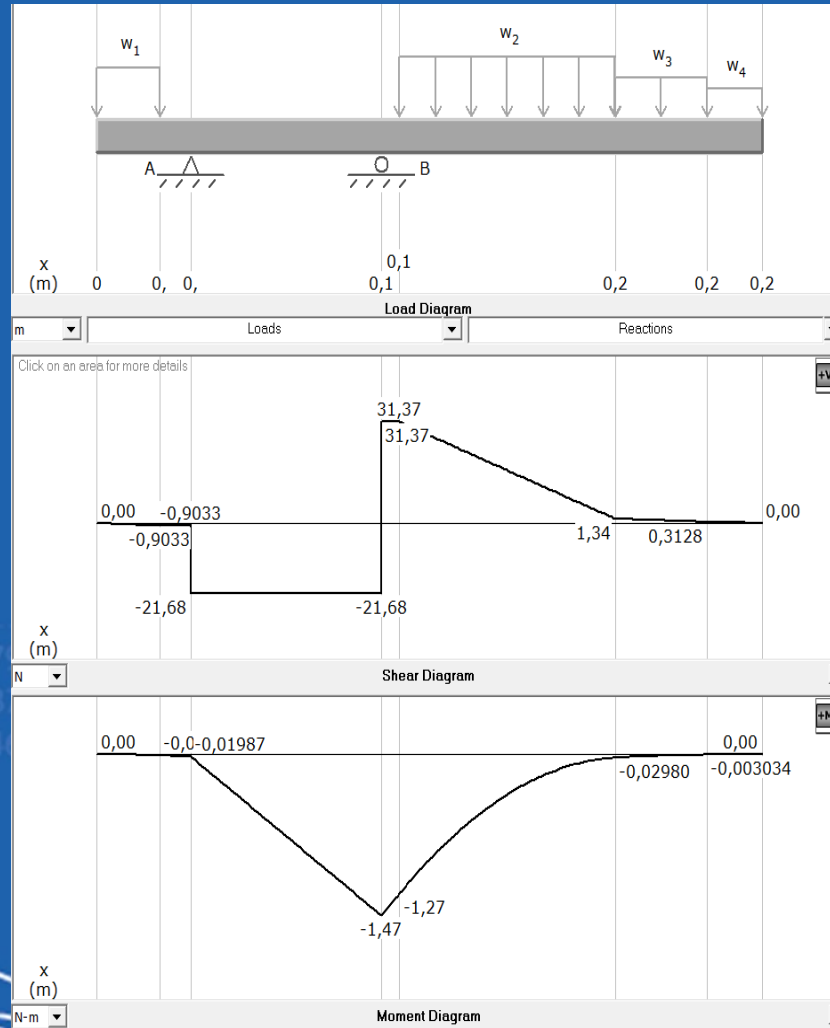 w1
w2
w3
w4
A
B
x
(m)
0,1
0 0, 0, 0,1 0,2 0,2 0,2
Load Diagram
m Loads Reactions
Click on an area for more details
31,37
31,37
0,00 -0,9033 0,00
-0,9033 1,34 0,3128
-21,68 -21,68
x
(m)
N Shear Diagram
0,00 -0,0 -0,01987 0,00
-0,02980 -0,003034
-1,27
-1,47
x
(m)
N-m Moment Diagram